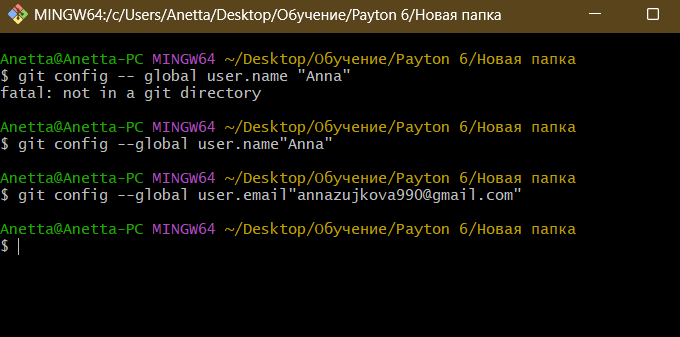 MINGW64:/c/Users/Anetta/Desktop/Обучение/Payton 6/Новая папка
Anetta@Anetta-PC MINGW64 ~/Desktop/Обучение/Payton 6/Новая папка
$ git config -- global user.name "Anna"
fatal: not in a git directory
Anetta@Anetta-PC MINGW64 ~/Desktop/Обучение/Payton 6/Новая папка
$ git config --global user.name"Anna"
Anetta@Anetta-PC MINGW64 ~/Desktop/Обучение/Payton 6/Новая папка
$ git config --global user.email"annazujkova990@gmail.com"
Anetta@Anetta-PC MINGW64 ~/Desktop/Обучение/Payton 6/Новая папка
$